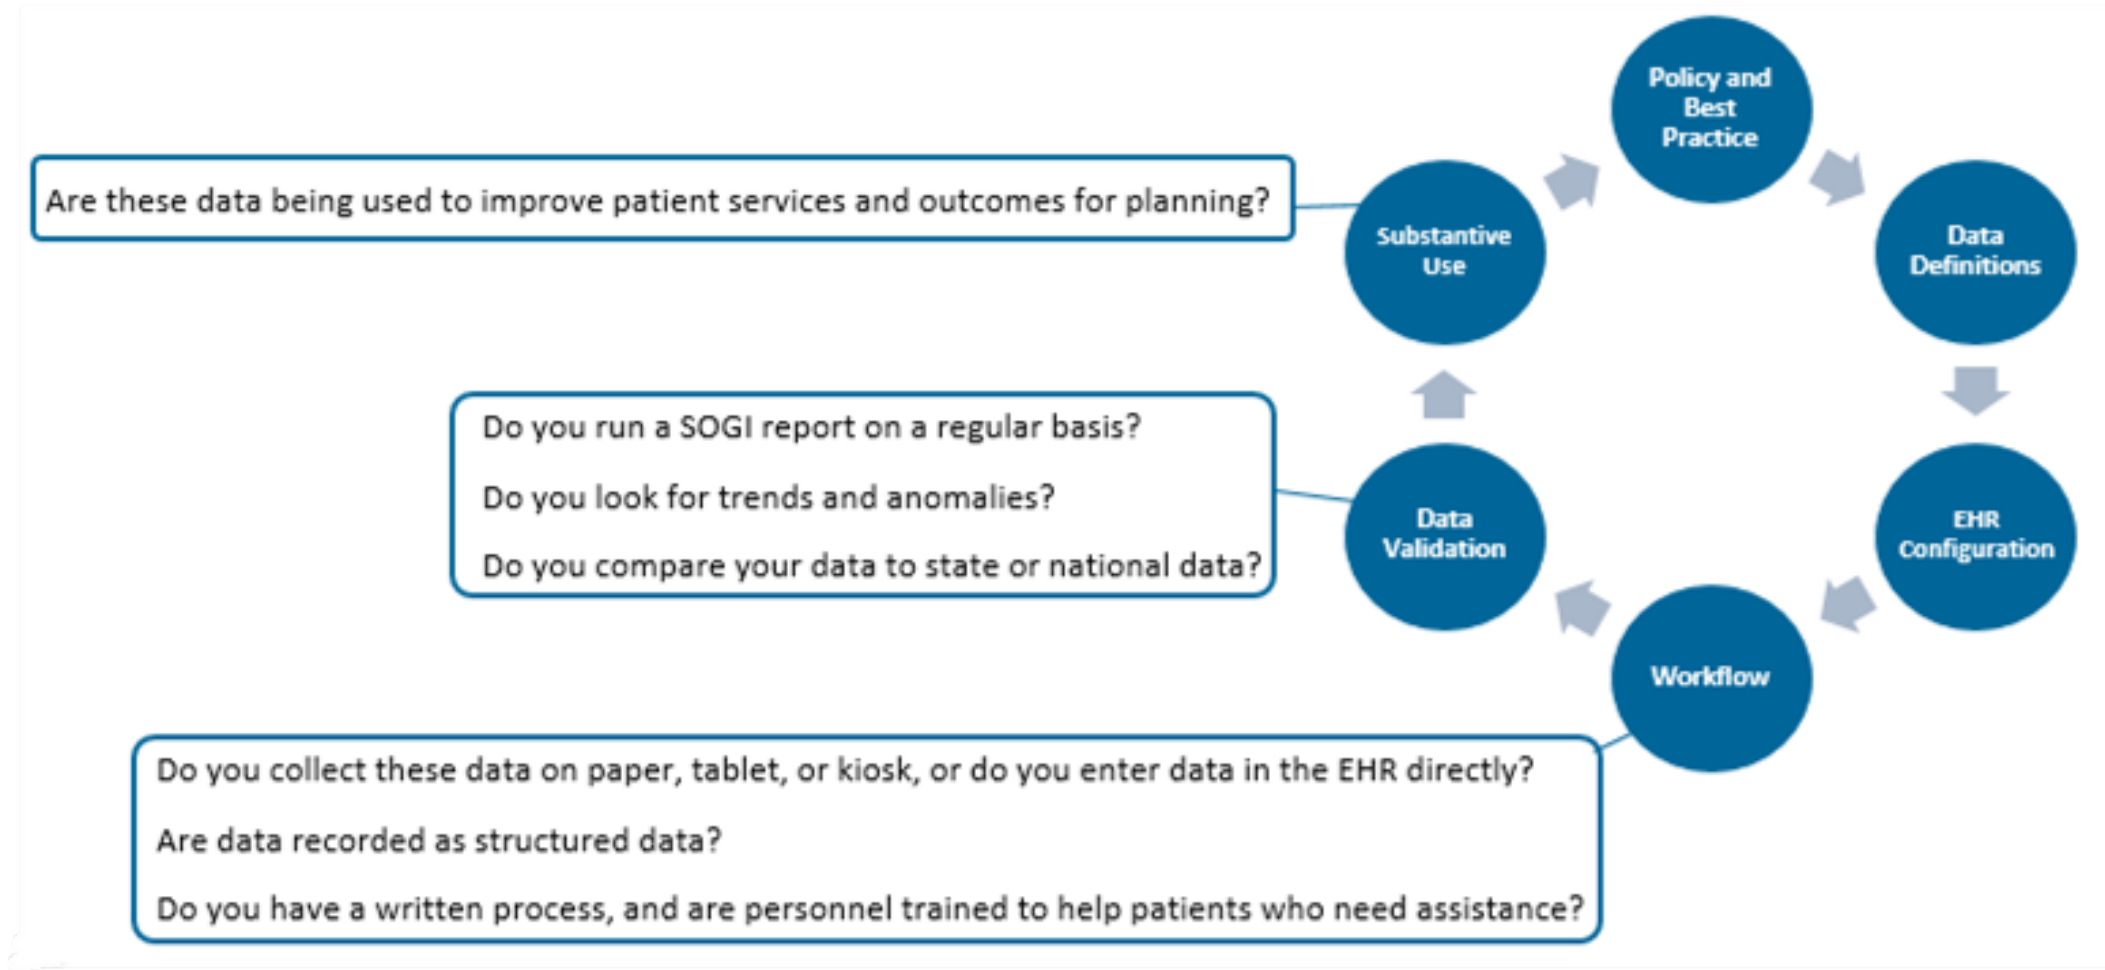 Policy and
Best
Practice
Are these data being used to improve patient services and outcomes for planning?
Substantive
Use
Data
Definitions
Do you run a SOGI report on a regular basis?
Do you look for trends and anomalies?
Do you compare your data to state or national data?
Data
Validation
EHR
Configuration
Workflow
Do you collect these data on paper, tablet, or kiosk, or do you enter data in the EHR directly?
Are data recorded as structured data?
Do you have a written process, and are personnel trained to help patients who need assistance?